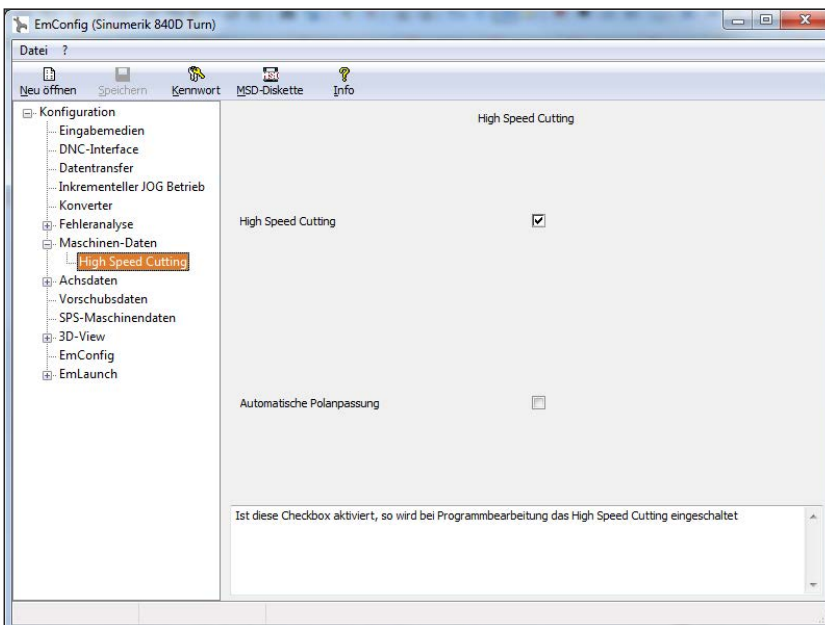 EmConfig (Sinumerik 840D Turn)
Datei ?
Neu öffnen Speichern Kennwort MSD-Diskette Info
Konfiguration
Eingabemedien
DNC-Interface
Datentransfer
Inkrementeller JOG Betrieb
Konverter
Fehleranalyse
Maschinen-Daten
High Speed Cutting
Achsdaten
Vorschubsdaten
SPS-Maschinendaten
3D-View
EmConfig
EmLaunch
High Speed Cutting
High Speed Cutting
Automatische Polanpassung
Ist diese Checkbox aktiviert, so wird bei Programmbearbeitung das High Speed Cutting eingeschaltet